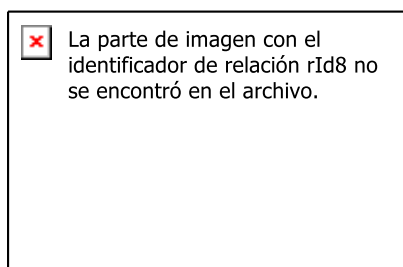 La parte de imagen con el
identificador de relación rId8 no
se encontró en el archivo.